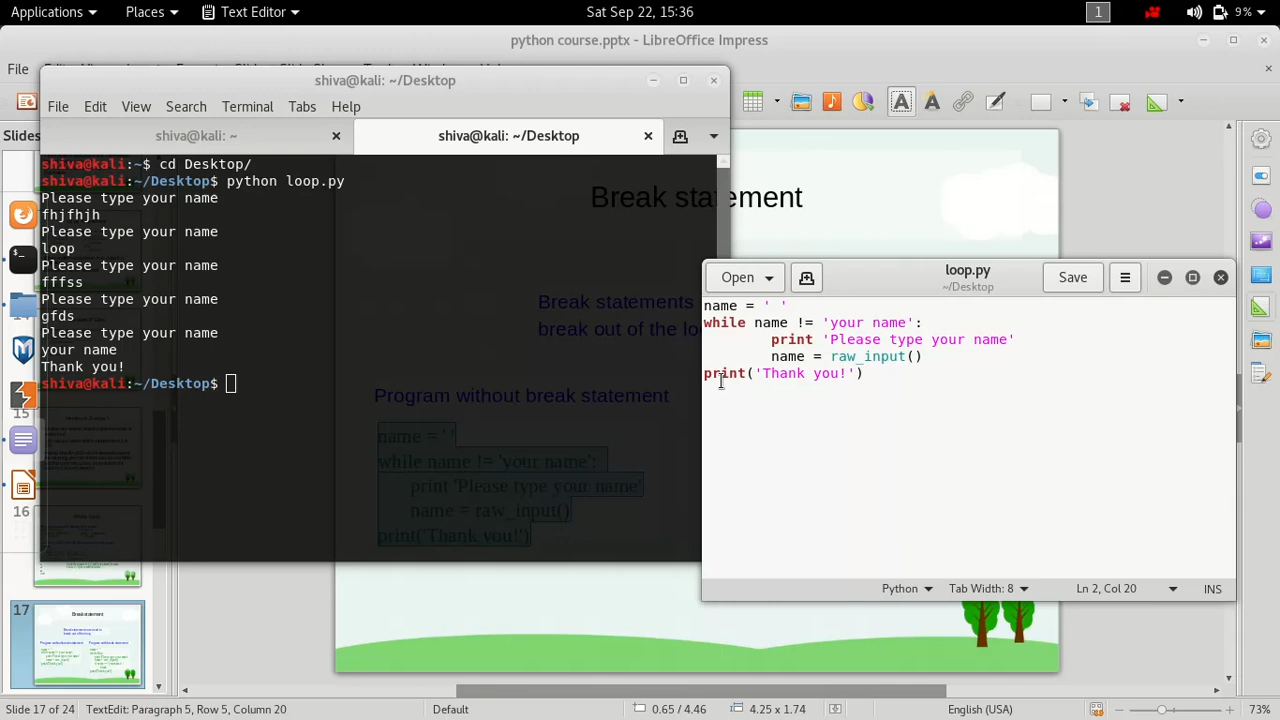 Applications Places Text Editor Sat Sep 22, 15:36 1 9%
python course.pptx - LibreOffice Impress
File
shiva@kali: ~/Desktop
File Edit View Search Terminal Tabs Help
Slides
shiva@kali: ~ shiva@kali: ~/Desktop
shiva@kali:~$ cd Desktop/
shiva@kali:~/Desktop$ python loop.py
Please type your name
fhjfhjh
Please type your name
loop
Please type your name
fffss
Please type your name
gfds
Please type your name
your name
Thank you!
shiva@kali:~/Desktop$
Break statement
Break statements
break out of the lo
Program without break statement
name = ' '
while name != 'your name':
print 'Please type your name'
name = raw_input()
print('Thank you!')
Open loop.py Save
~/Desktop
name = ' '
while name != 'your name':
print 'Please type your name'
name = raw_input()
print('Thank you!')
Python Tab Width: 8 Ln 2, Col 20 INS
15
16
17
Break statement
Slide 17 of 24 TextEdit: Paragraph 5, Row 5, Column 20 Default 0.65 / 4.46 4.25 x 1.74 English (USA) 73%